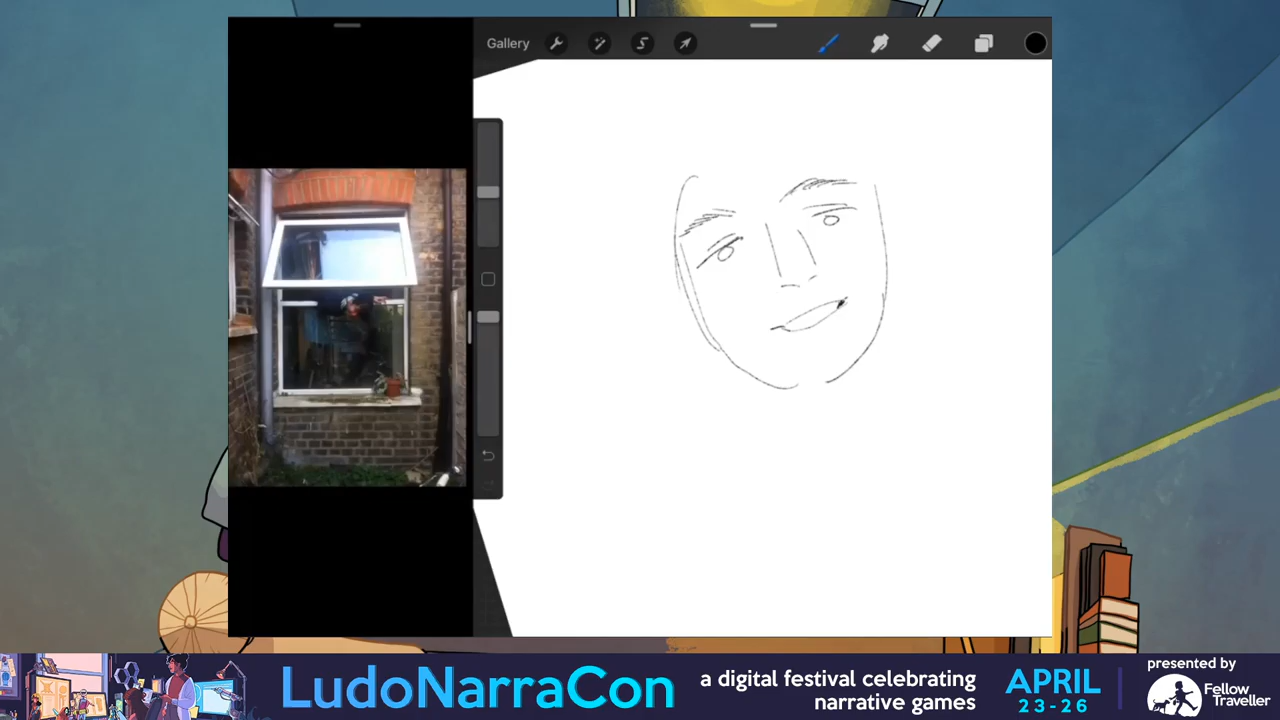 Gallery
LudoNarraCon
a digital festival celebrating
narrative games
APRIL
23-26
presented by
Fellow
Traveller